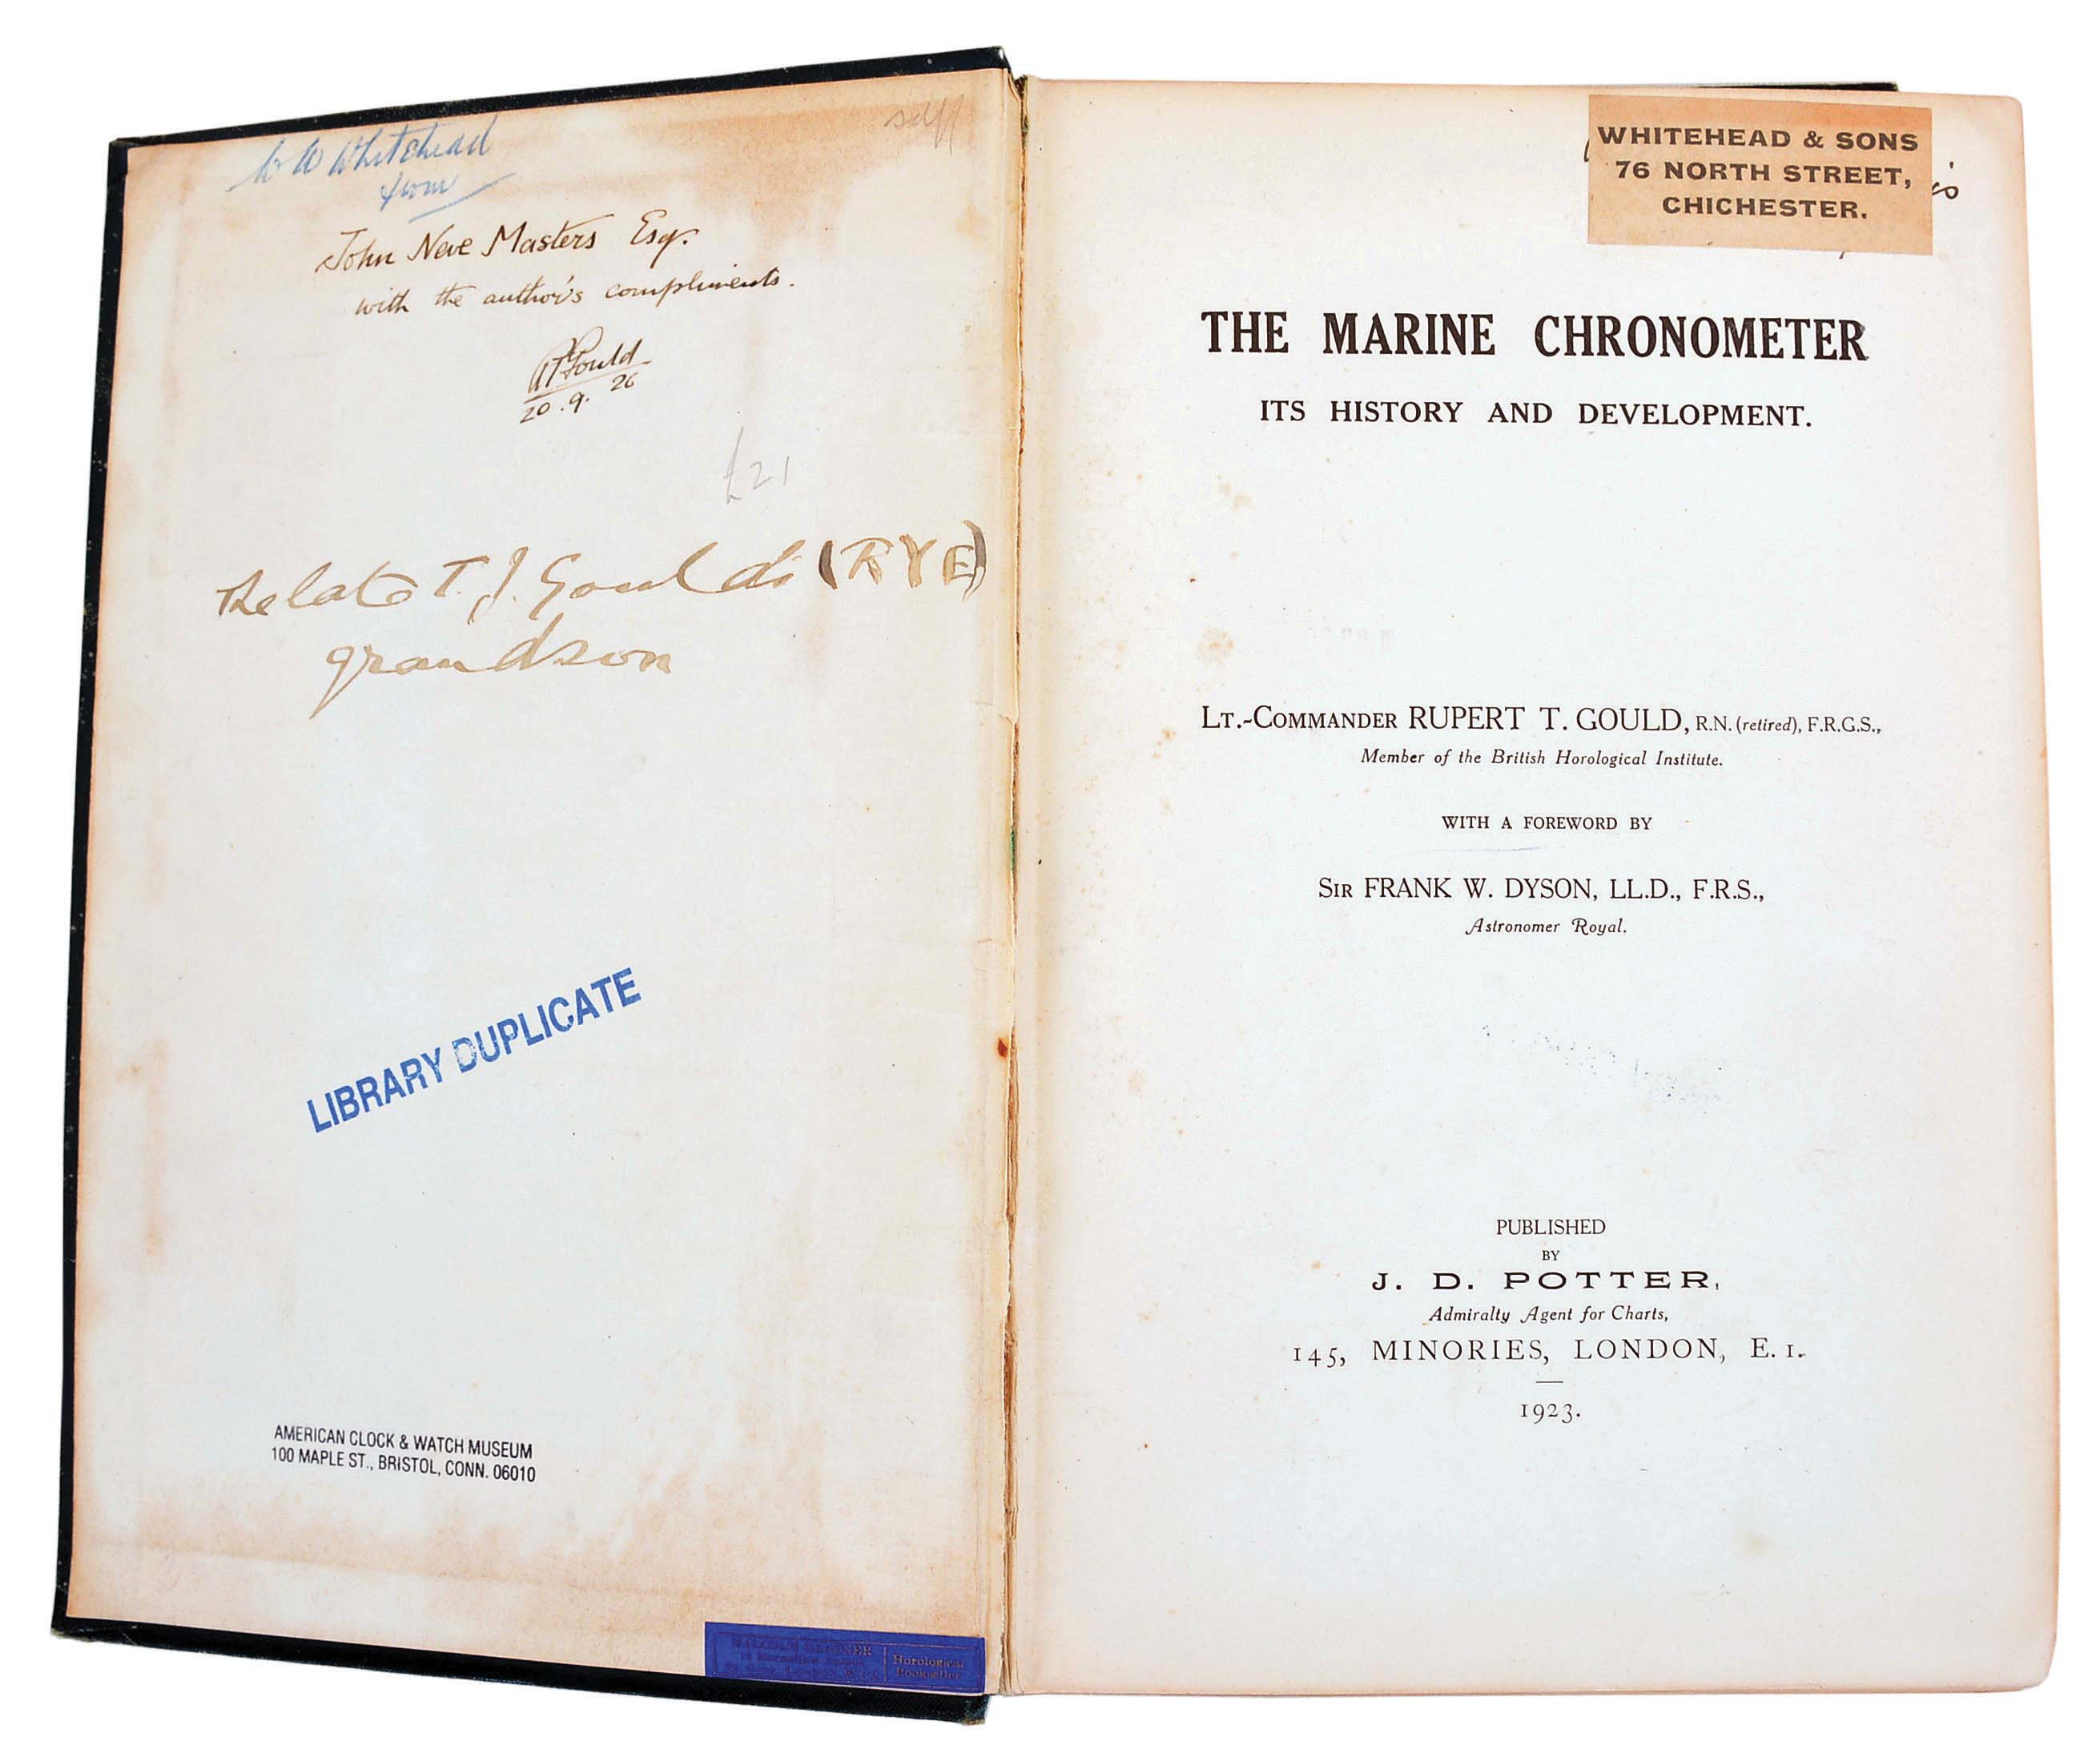 W W Whitehead
from
John Neve Masters Esq.
with the author's compliments.
RTGould
20.9.26
£21
The late T. J. Gould's (RYE)
grandson
LIBRARY DUPLICATE
AMERICAN CLOCK & WATCH MUSEUM
100 MAPLE ST., BRISTOL, CONN. 06010
Horological
Bookseller
WHITEHEAD & SONS
76 NORTH STREET,
CHICHESTER.
THE MARINE CHRONOMETER
ITS HISTORY AND DEVELOPMENT.
LT.-COMMANDER RUPERT T. GOULD, R.N. (retired), F.R.G.S.,
Member of the British Horological Institute.
WITH A FOREWORD BY
SIR FRANK W. DYSON, LL.D., F.R.S.,
Astronomer Royal.
PUBLISHED
BY
J. D. POTTER,
Admiralty Agent for Charts,
145, MINORIES, LONDON, E. 1.
1923.